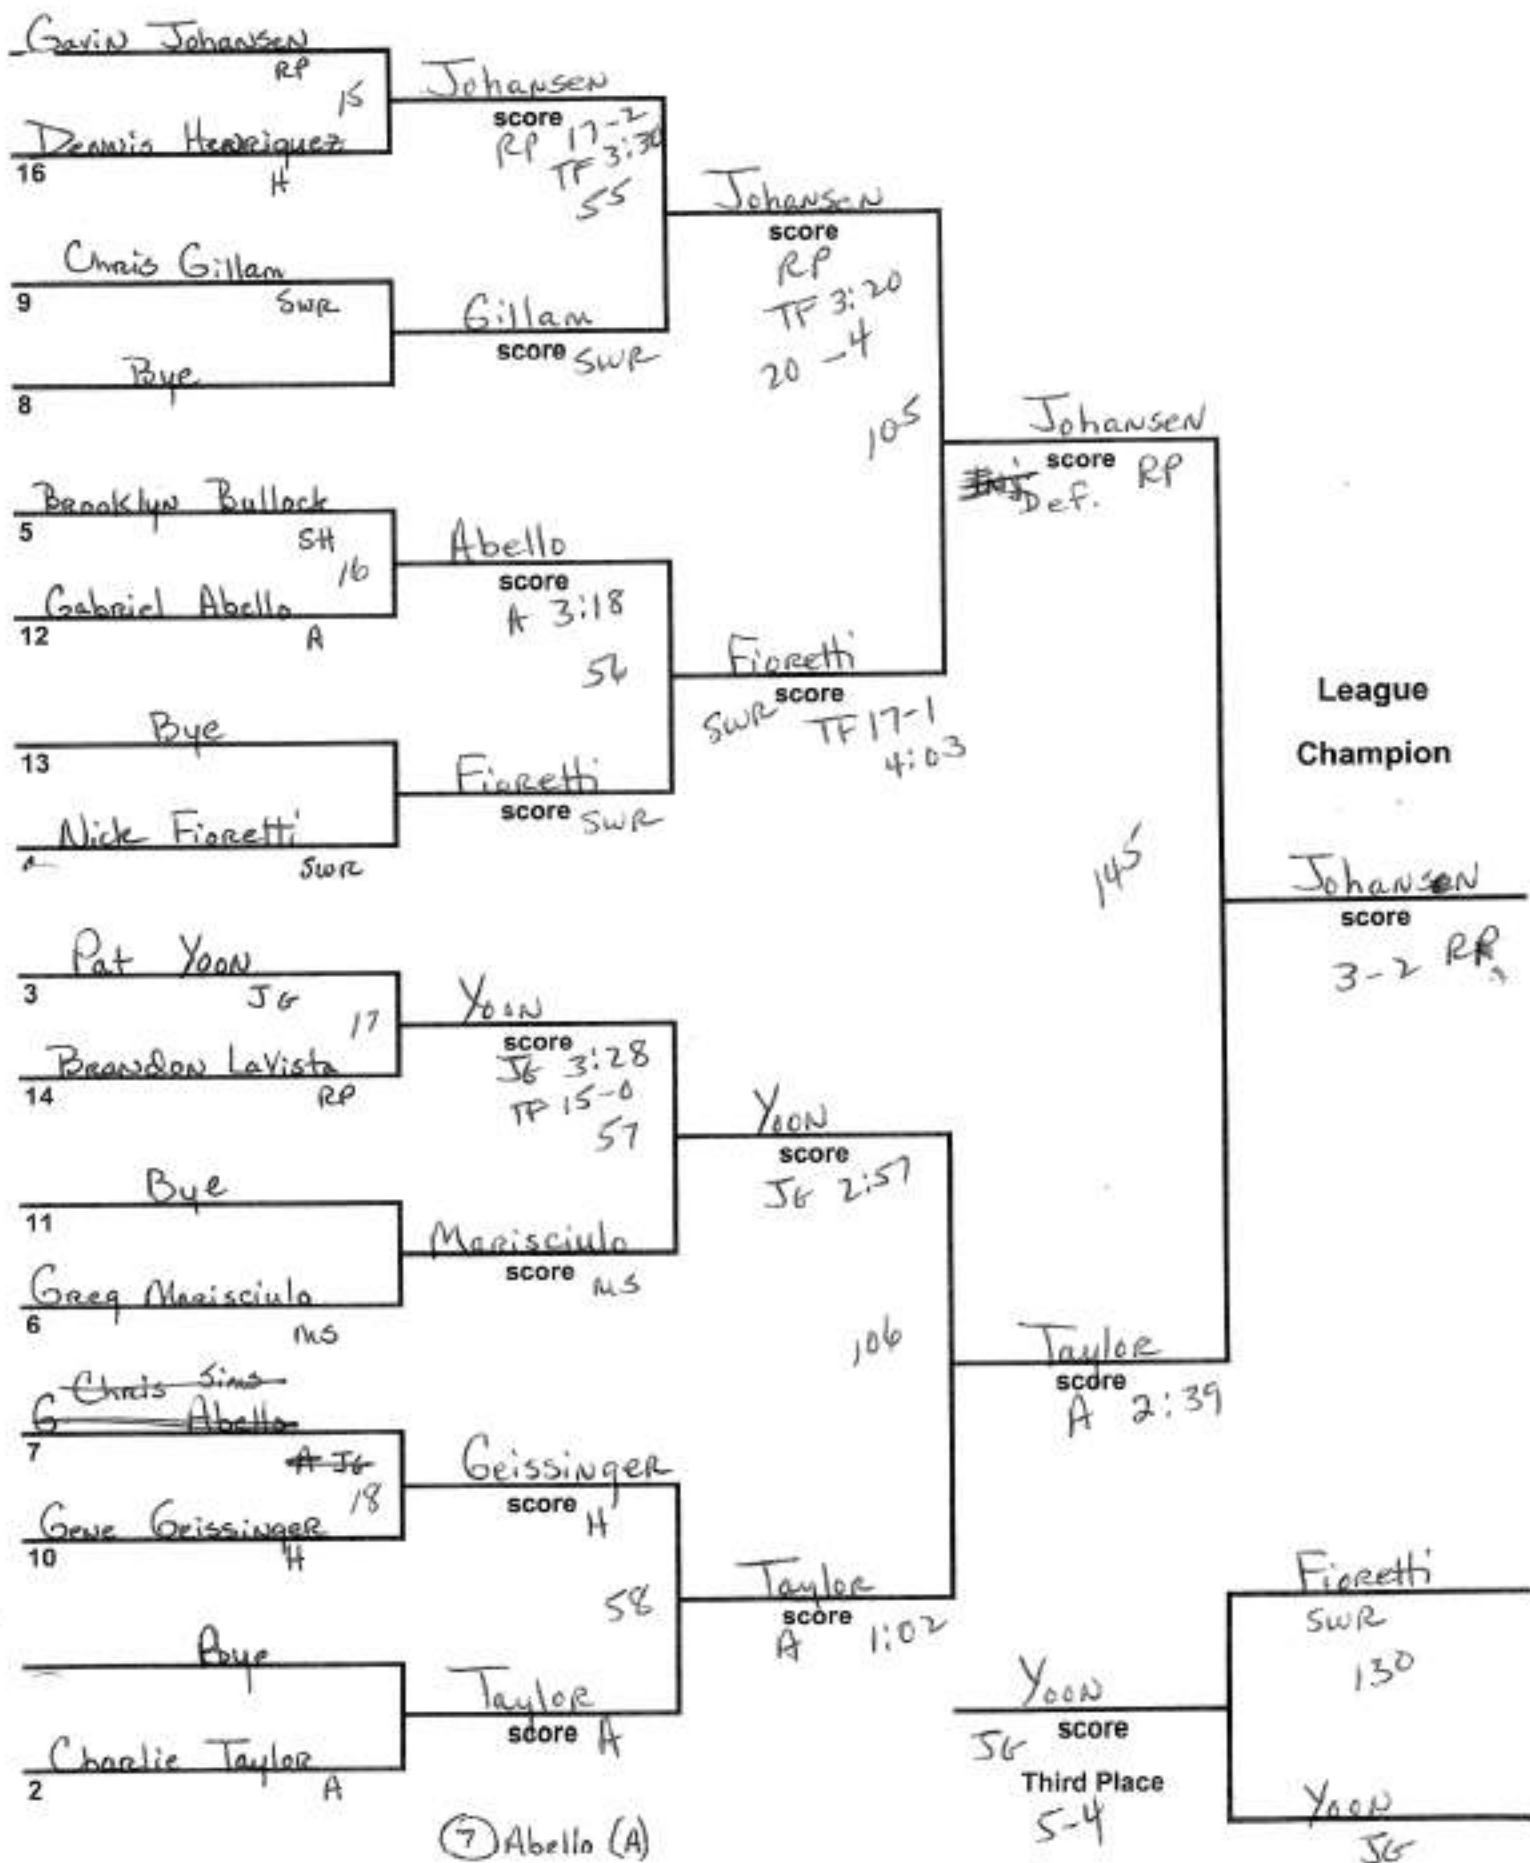 Gavin Johansen
RP
15
Dennis Henriquez
16
H
Johansen
score
RP 17-2
TF 3:30
55
Chris Gillam
9
SWR
Bye
8
Gillam
score SWR
Johansen
score
RP
TF 3:20
20-4
105
Brooklyn Bullock
5
SH
16
Gabriel Abello
12
A
Abello
score
A 3:18
56
Bye
13
Nick Fioretti
SWR
Fioretti
score SWR
Fioretti
score
SWR TF 17-1
4:03
Johansen
score RP
Inj
Def.
145
League
Champion
Johansen
score
3-2 RP
Pat Yoon
3
JG
17
Brandon LaVista
14
RP
Yoon
score
JG 3:28
TF 15-0
57
Bye
11
Greg Marisciulo
6
MS
Marisciulo
score MS
Yoon
score
JG 2:57
106
Chris Sims
G Abello
7
A JG
18
Gene Geissinger
10
H
Geissinger
score H
58
Bye
Charlie Taylor
2
A
Taylor
score A
Taylor
score
A 1:02
Taylor
score
A 2:39
Fioretti
SWR
130
Yoon
JG
Yoon
score
JG
Third Place
5-4
7 Abello (A)